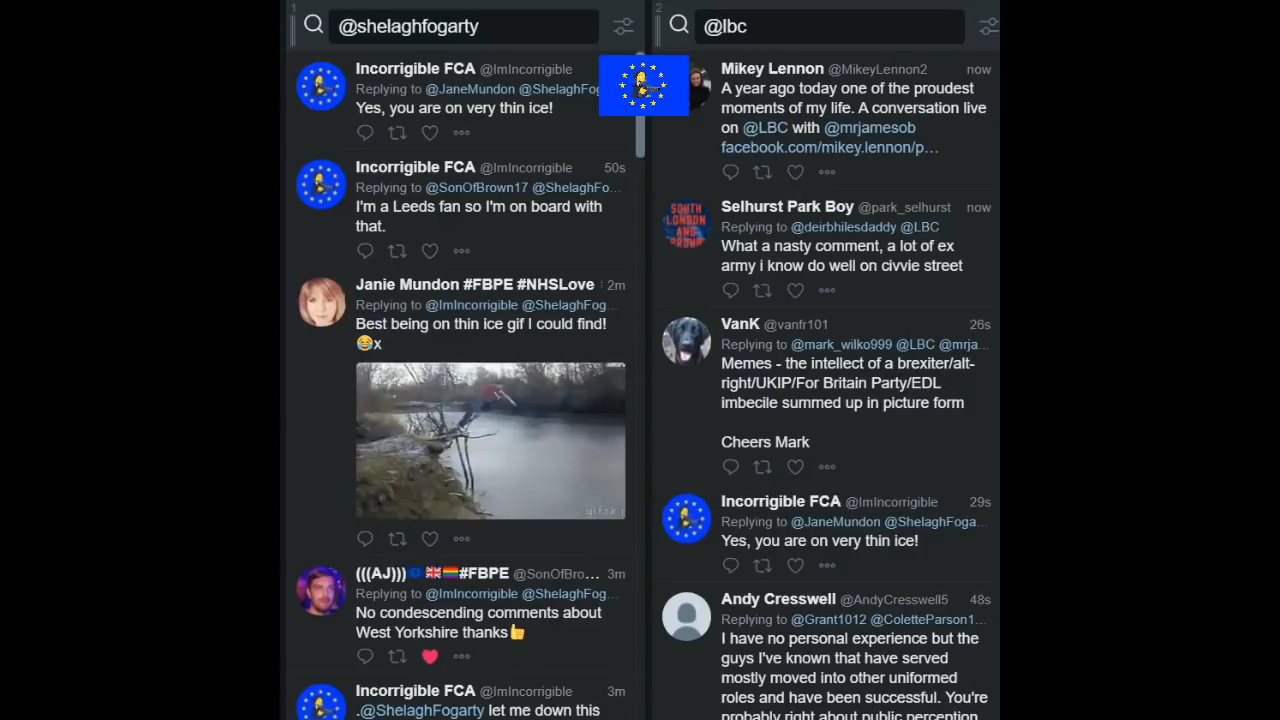 1
@shelaghfogarty
Incorrigible FCA @ImIncorrigible
Replying to @JaneMundon @ShelaghFog
Yes, you are on very thin ice!
Incorrigible FCA @ImIncorrigible 50s
Replying to @SonOfBrown17 @ShelaghFo...
I'm a Leeds fan so I'm on board with
that.
Janie Mundon #FBPE #NHSLove 2m
Replying to @ImIncorrigible @ShelaghFog...
Best being on thin ice gif I could find!
😂x
(((AJ)))🇪🇺🇬🇧🏳️‍🌈#FBPE @SonOfBro... 3m
Replying to @ImIncorrigible @ShelaghFog...
No condescending comments about
West Yorkshire thanks👍
Incorrigible FCA @ImIncorrigible 3m
.@ShelaghFogarty let me down this
2
@lbc
Mikey Lennon @MikeyLennon2 now
A year ago today one of the proudest
moments of my life. A conversation live
on @LBC with @mrjamesob
facebook.com/mikey.lennon/p…
Selhurst Park Boy @park_selhurst now
Replying to @deirbhilesdaddy @LBC
What a nasty comment, a lot of ex
army i know do well on civvie street
SOUTH
LONDON
AND
PROUD
VanK @vanfr101 26s
Replying to @mark_wilko999 @LBC @mrja...
Memes - the intellect of a brexiter/alt-
right/UKIP/For Britain Party/EDL
imbecile summed up in picture form
Cheers Mark
Incorrigible FCA @ImIncorrigible 29s
Replying to @JaneMundon @ShelaghFoga...
Yes, you are on very thin ice!
Andy Cresswell @AndyCresswell5 48s
Replying to @Grant1012 @ColetteParson1...
I have no personal experience but the
guys I've known that have served
mostly moved into other uniformed
roles and have been successful. You're
probably right about public perception